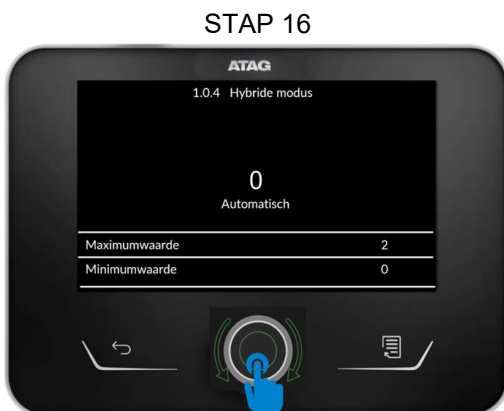 STAP 16
ATAG
1.0.4 Hybride modus
0
Automatisch
Maximumwaarde 2
Minimumwaarde 0